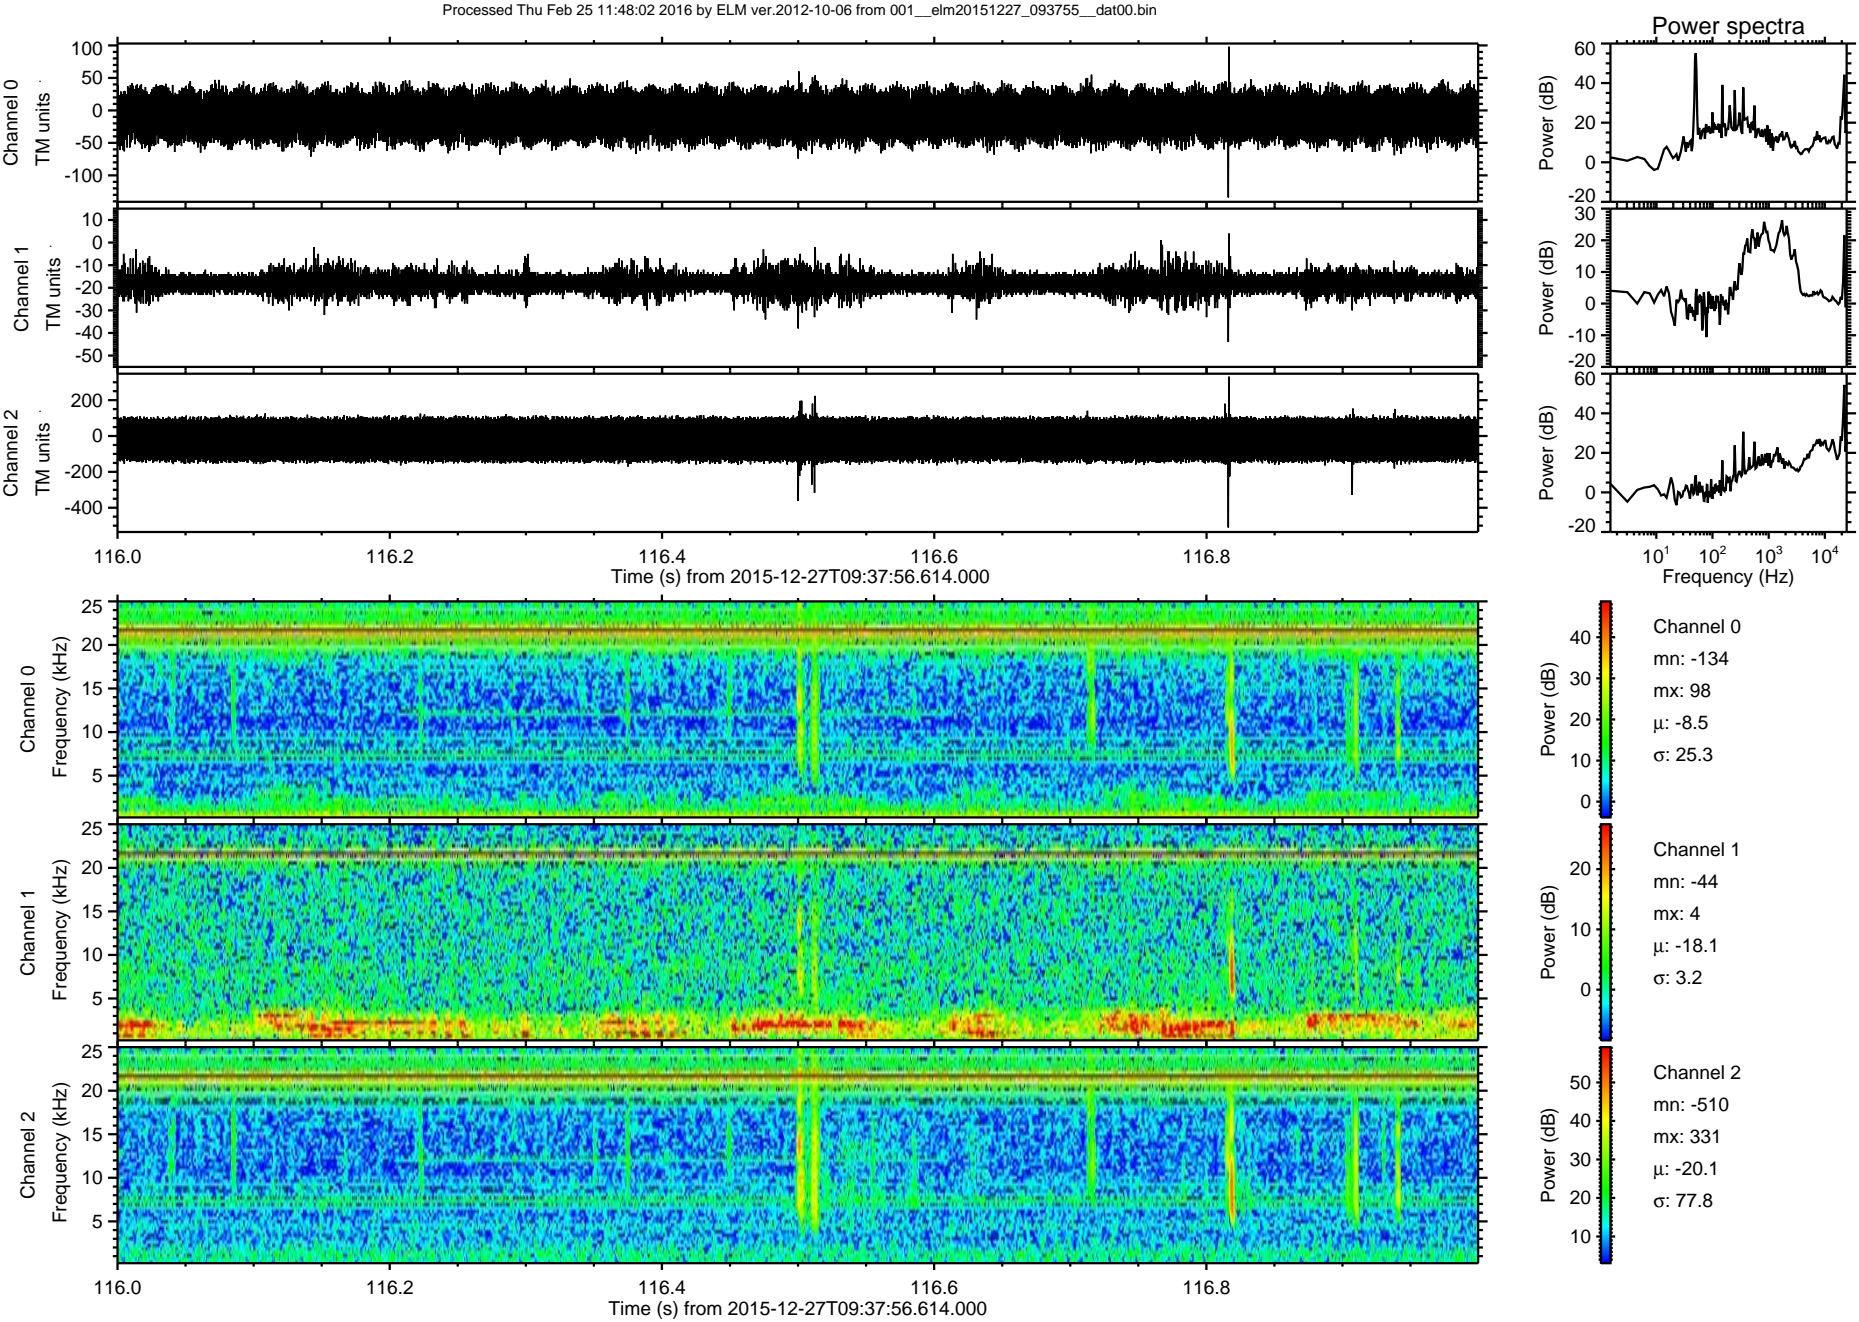 Processed Thu Feb 25 11:48:02 2016 by ELM ver.2012-10-06 from 001__elm20151227_093755__dat00.bin
Power spectra
Channel 0
TM units
100
50
0
-50
-100
Power (dB)
60
40
20
0
-20
Channel 1
TM units
10
0
-10
-20
-30
-40
-50
Power (dB)
30
20
10
0
-10
-20
Channel 2
TM units
200
0
-200
-400
Power (dB)
60
40
20
0
-20
116.0 116.2 116.4 116.6 116.8
Time (s) from 2015-12-27T09:37:56.614.000
10^1 10^2 10^3 10^4
Frequency (Hz)
Channel 0
Frequency (kHz)
25
20
15
10
5
Power (dB)
40
30
20
10
0
Channel 0
mn: -134
mx: 98
μ: -8.5
σ: 25.3
Channel 1
Frequency (kHz)
25
20
15
10
5
Power (dB)
20
10
0
Channel 1
mn: -44
mx: 4
μ: -18.1
σ: 3.2
Channel 2
Frequency (kHz)
25
20
15
10
5
Power (dB)
50
40
30
20
10
Channel 2
mn: -510
mx: 331
μ: -20.1
σ: 77.8
116.0 116.2 116.4 116.6 116.8
Time (s) from 2015-12-27T09:37:56.614.000